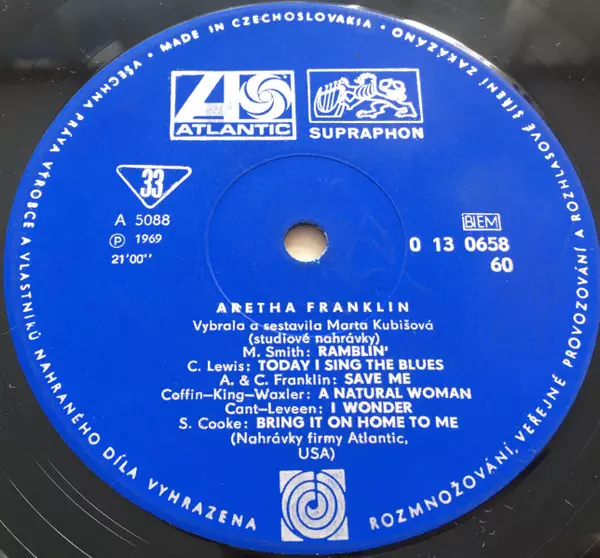 VŠECHNA PRÁVA VÝROBCE A VLASTNÍKŮ NAHRANÉHO DÍLA VYHRAZENA
ROZMNOŽOVÁNÍ, VEŘEJNÉ PROVOZOVÁNÍ A ROZHLASOVÉ ŠÍŘENÍ ZAKÁZÁNO • MADE IN CZECHOSLOVAKIA •
ATLANTIC
SUPRAPHON
33
A 5088
Ⓟ 1969
21'00''
BIEM
0 13 0658
60
ARETHA FRANKLIN
Vybrala a sestavila Marta Kubišová
(studiové nahrávky)
M. Smith: RAMBLIN'
C. Lewis: TODAY I SING THE BLUES
A. & C. Franklin: SAVE ME
Coffin—King—Waxler: A NATURAL WOMAN
Cant—Leveen: I WONDER
S. Cooke: BRING IT ON HOME TO ME
(Nahrávky firmy Atlantic,
USA)